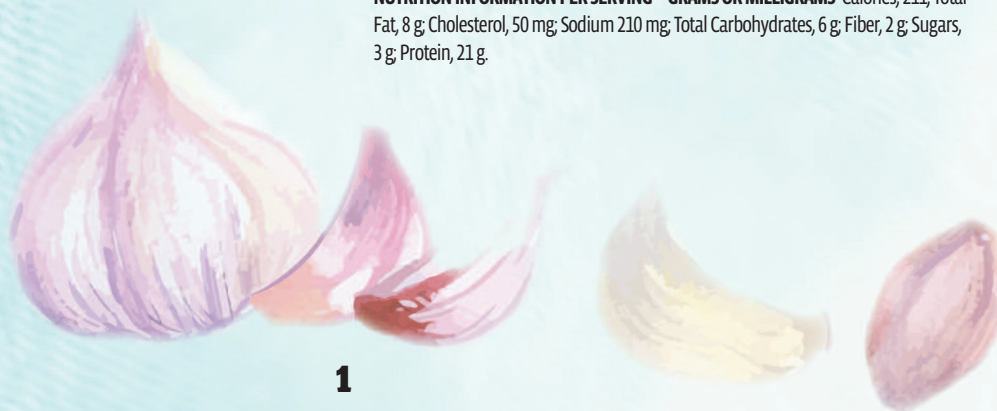 NUTRITION INFORMATION PER SERVING – GRAMS OR MILLIGRAMS Calories, 211; Total
Fat, 8 g; Cholesterol, 50 mg; Sodium 210 mg; Total Carbohydrates, 6 g; Fiber, 2 g; Sugars,
3 g; Protein, 21 g.
1